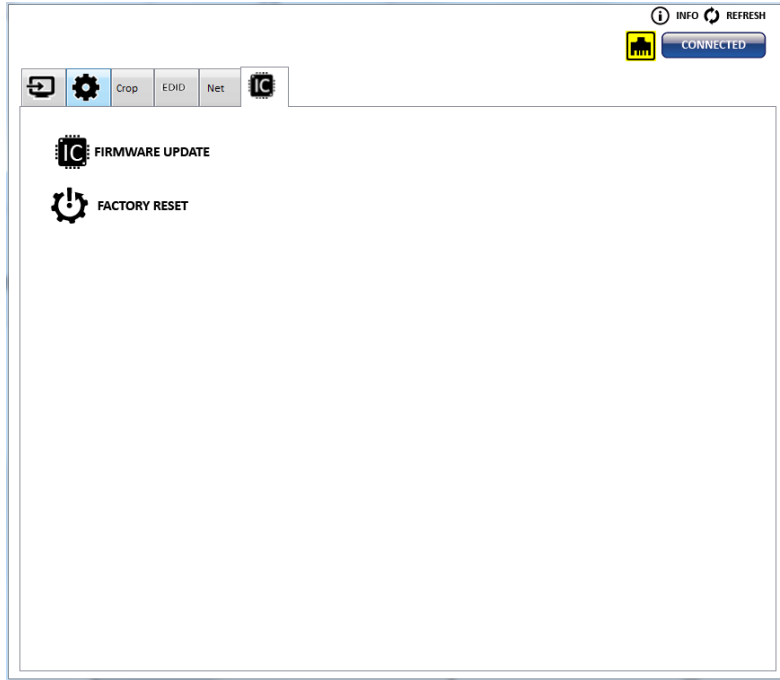 INFO REFRESH
CONNECTED
Crop EDID Net IC
IC FIRMWARE UPDATE
FACTORY RESET